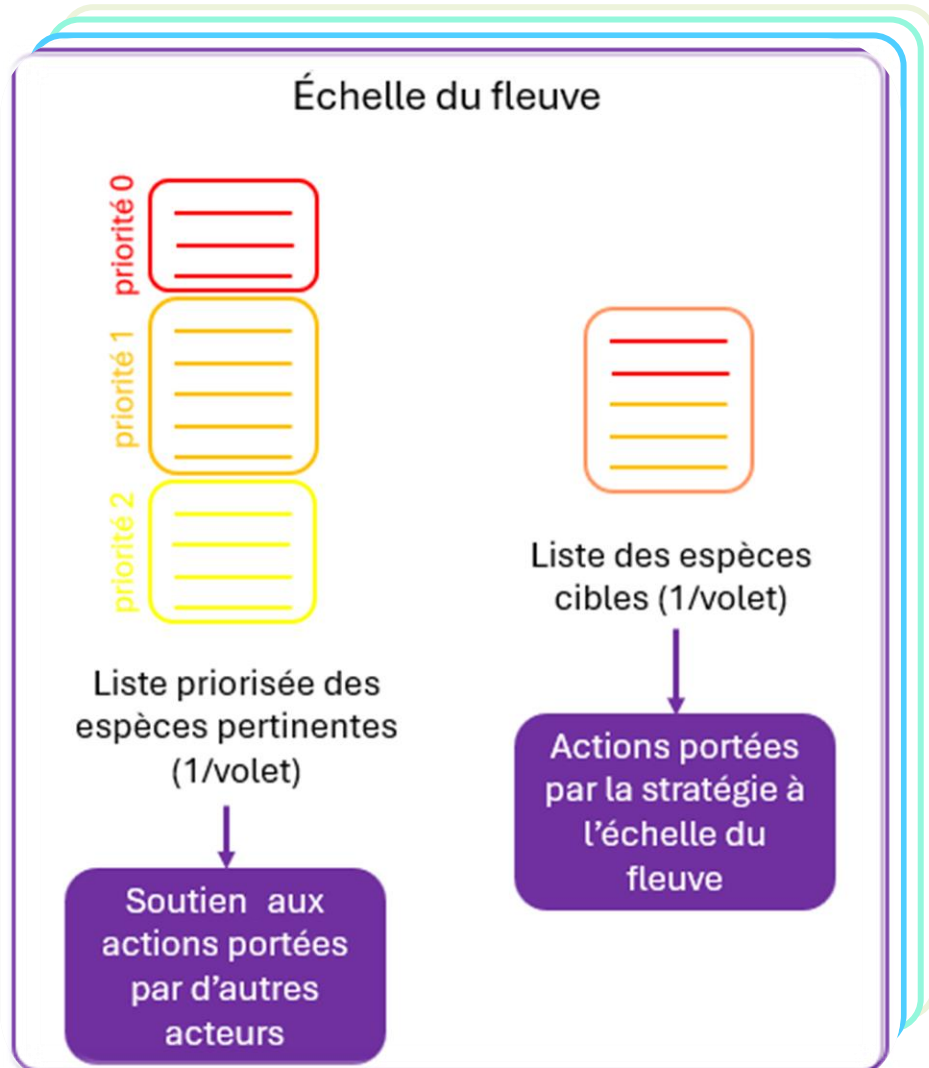 Échelle du fleuve
priorité 0
priorité 1
priorité 2
Liste priorisée des
espèces pertinentes
(1/volet)
Soutien aux
actions portées
par d'autres
acteurs
Liste des espèces
cibles (1/volet)
Actions portées
par la stratégie à
l'échelle du
fleuve